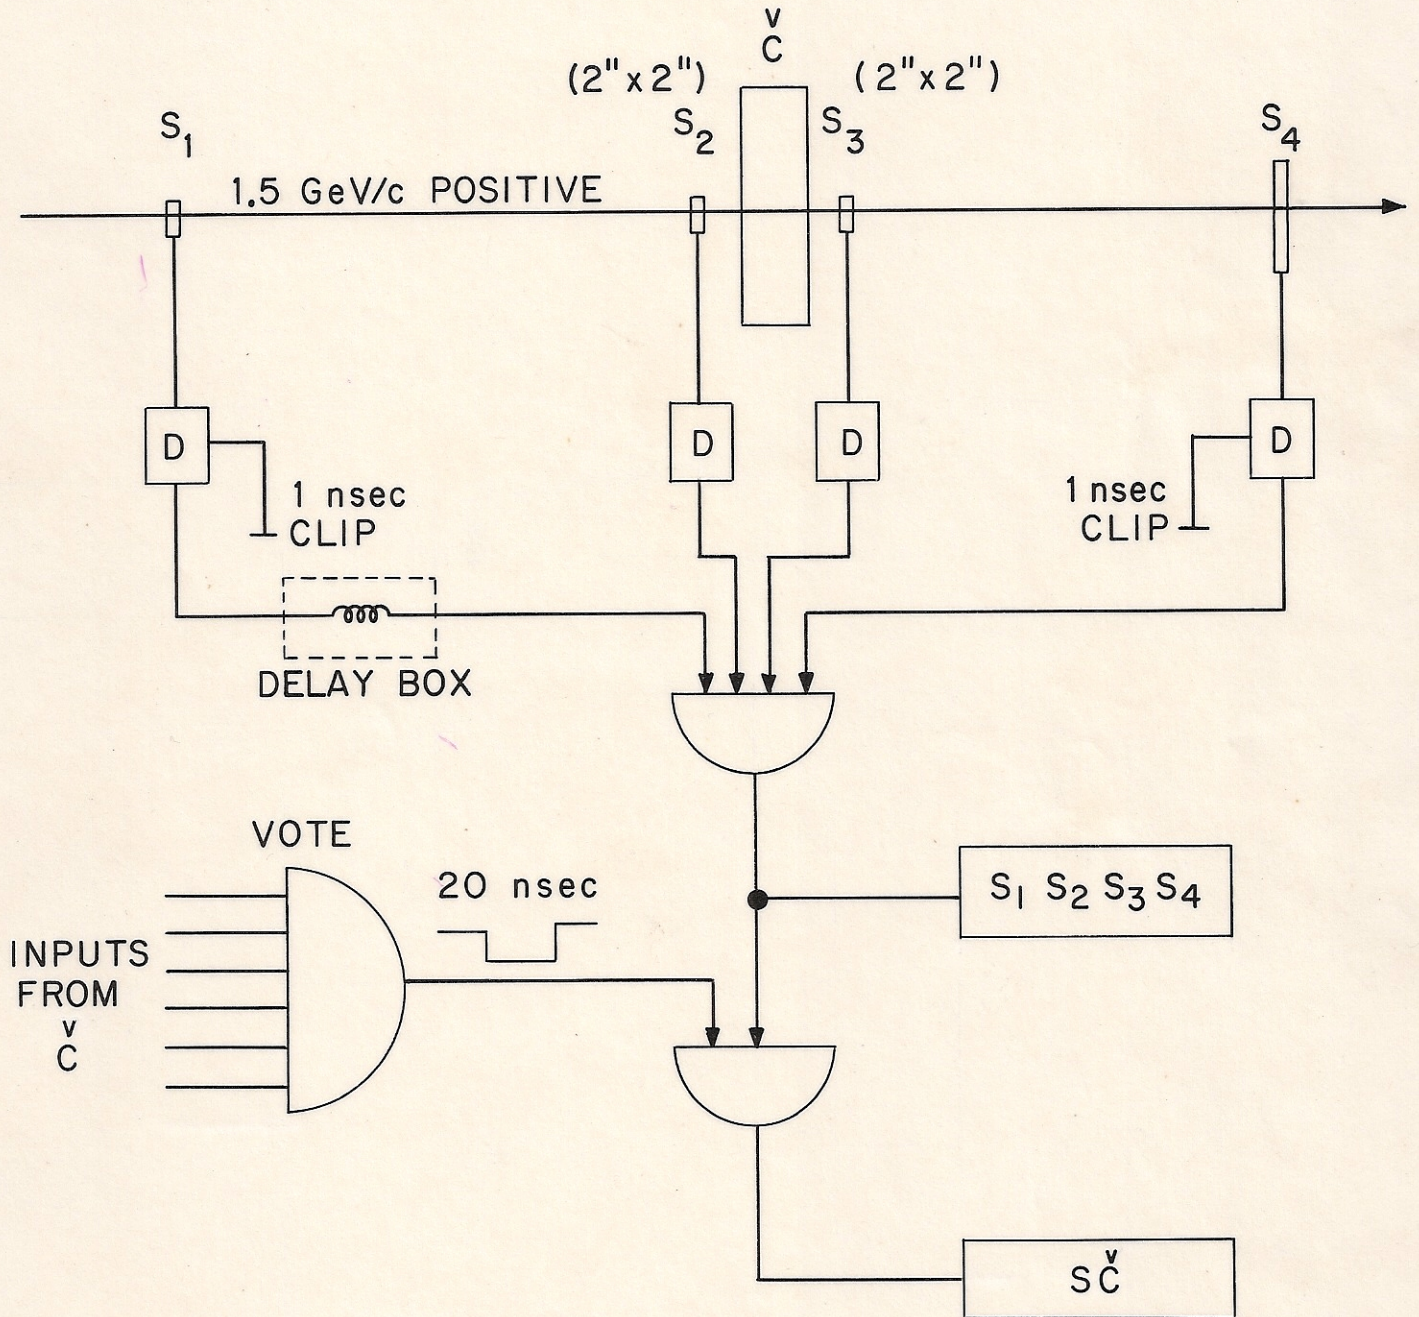 Č
(2"x2")
(2"x2")
S1
S2
S3
S4
1.5 GeV/c POSITIVE
D
D
D
D
1 nsec
CLIP
1 nsec
CLIP
DELAY BOX
VOTE
20 nsec
S1 S2 S3 S4
INPUTS
FROM
Č
SČ